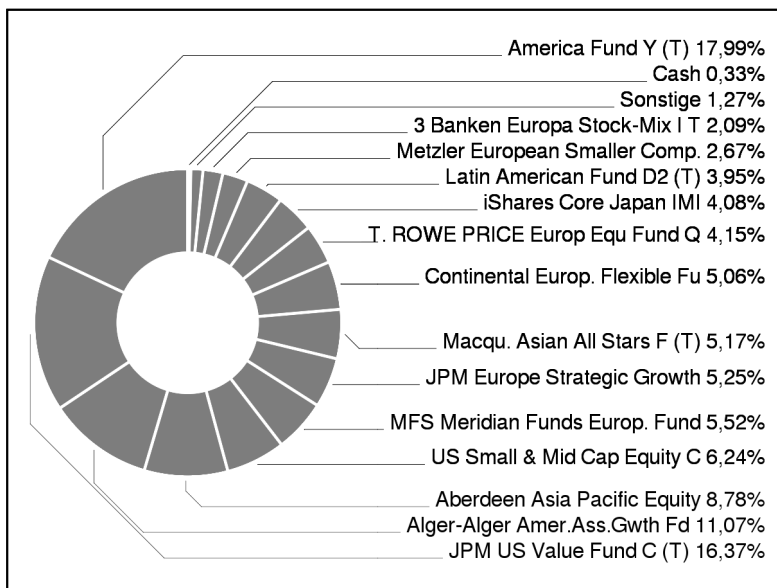 America Fund Y (T) 17,99%
Cash 0,33%
Sonstige 1,27%
3 Banken Europa Stock-Mix I T 2,09%
Metzler European Smaller Comp. 2,67%
Latin American Fund D2 (T) 3,95%
iShares Core Japan IMI 4,08%
T. ROWE PRICE Europ Equ Fund Q 4,15%
Continental Europ. Flexible Fu 5,06%
Macqu. Asian All Stars F (T) 5,17%
JPM Europe Strategic Growth 5,25%
MFS Meridian Funds Europ. Fund 5,52%
US Small & Mid Cap Equity C 6,24%
Aberdeen Asia Pacific Equity 8,78%
Alger-Alger Amer.Ass.Gwth Fd 11,07%
JPM US Value Fund C (T) 16,37%